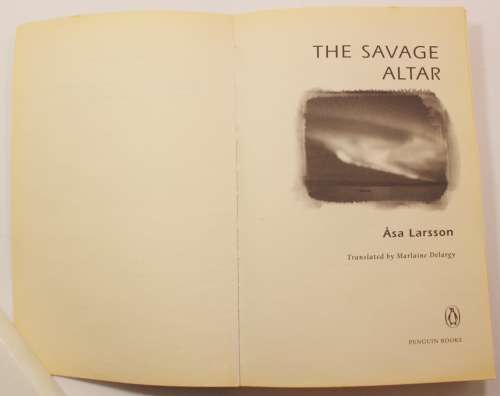 THE SAVAGE
ALTAR
Åsa Larsson
Translated by Marlaine Delargy
PENGUIN BOOKS